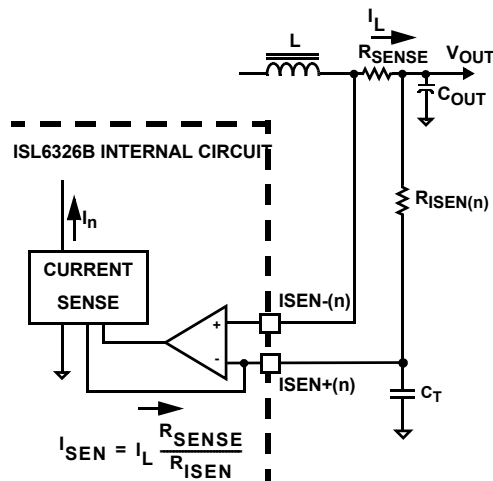 I_L
L
R_SENSE
V_OUT
C_OUT
ISL6326B INTERNAL CIRCUIT
R_ISEN(n)
I_n
CURRENT
SENSE
ISEN-(n)
+
-
ISEN+(n)
C_T
I_SEN = I_L R_SENSE / R_ISEN